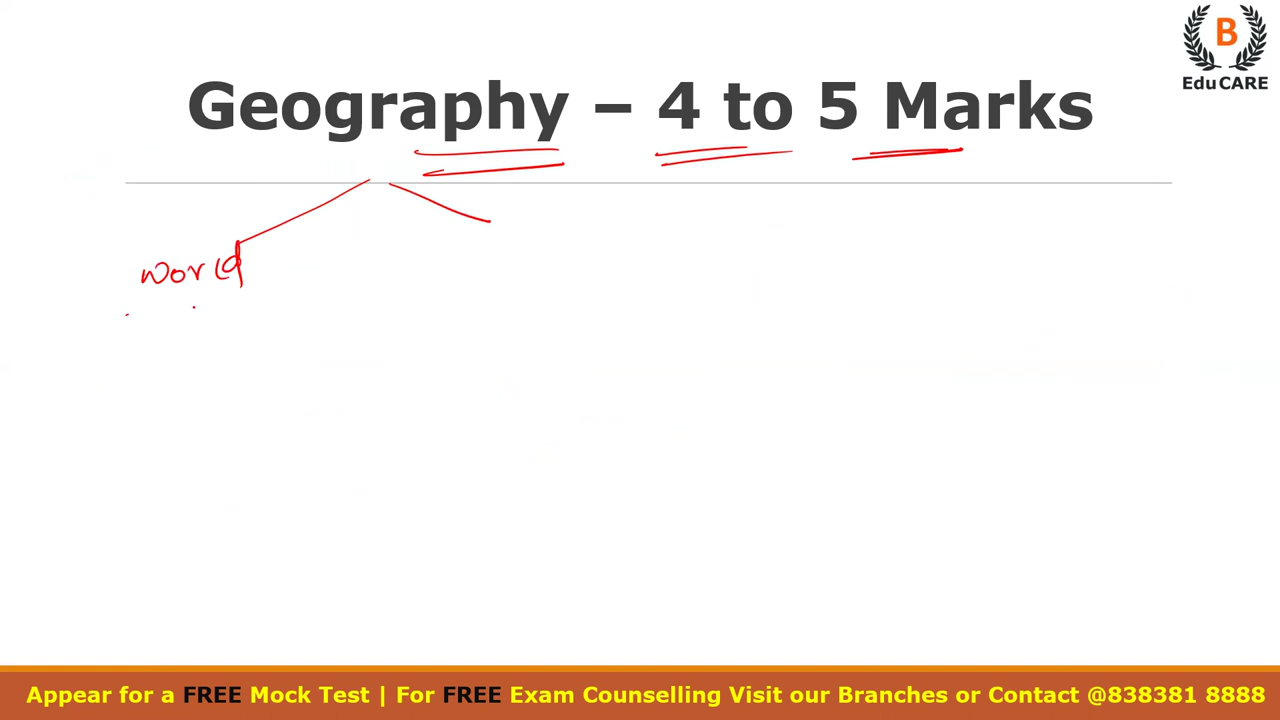 B
EduCARE
Geography – 4 to 5 Marks
World
Appear for a FREE Mock Test | For FREE Exam Counselling Visit our Branches or Contact @838381 8888